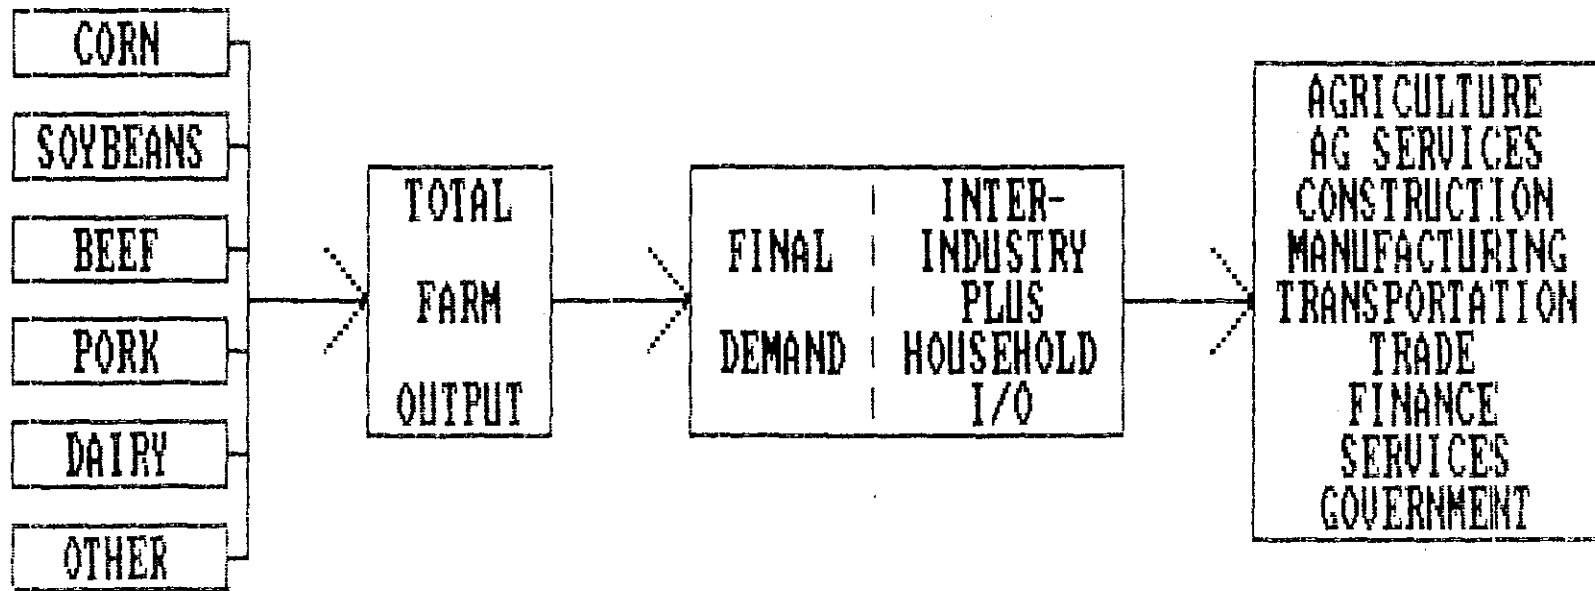 CORN
SOYBEANS
BEEF
PORK
DAIRY
OTHER
TOTAL
FARM
OUTPUT
FINAL
DEMAND
INTER-
INDUSTRY
PLUS
HOUSEHOLD
I/O
AGRICULTURE
AG SERVICES
CONSTRUCTION
MANUFACTURING
TRANSPORTATION
TRADE
FINANCE
SERVICES
GOVERNMENT